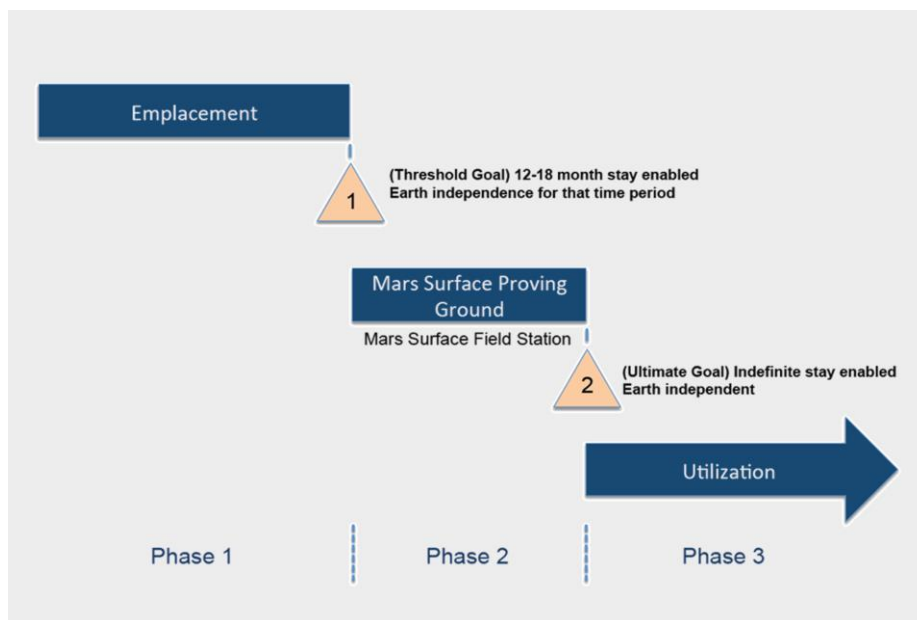 Emplacement
(Threshold Goal) 12-18 month stay enabled
Earth independence for that time period
1
Mars Surface Proving
Ground
Mars Surface Field Station
(Ultimate Goal) Indefinite stay enabled
Earth independent
2
Utilization
Phase 1
Phase 2
Phase 3